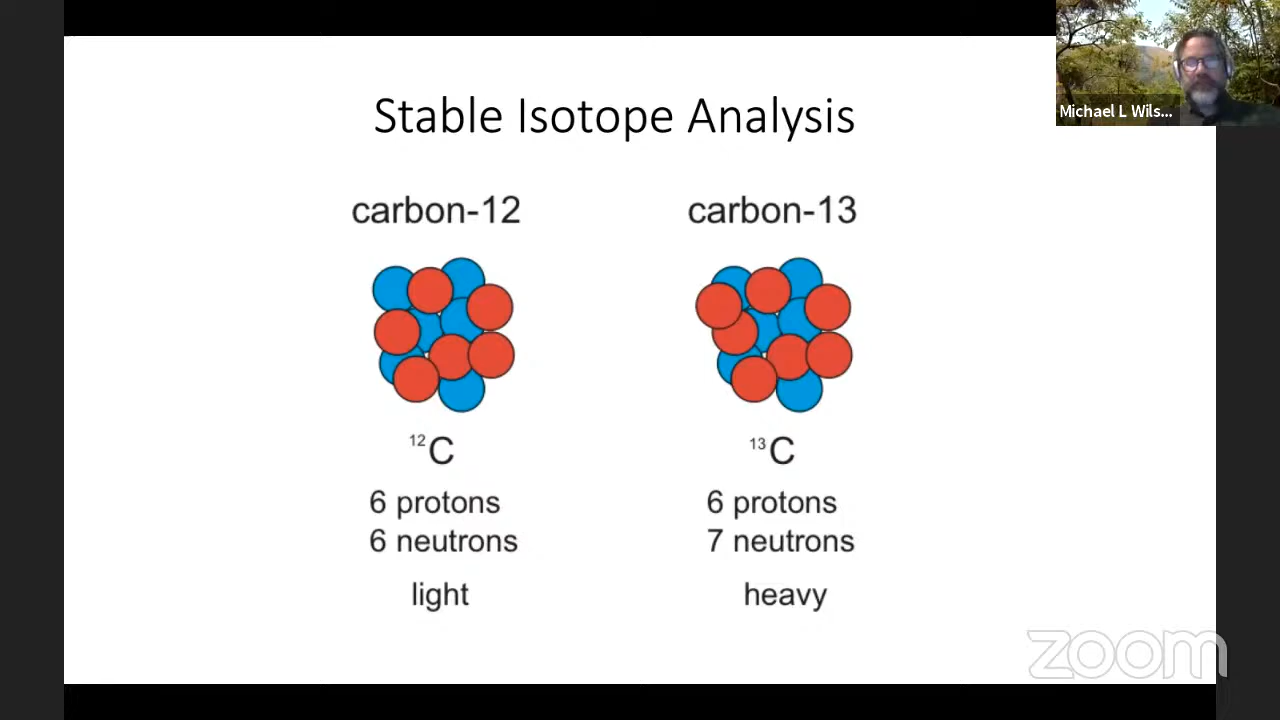 Michael L Wils...
Stable Isotope Analysis
carbon-12
carbon-13
12C
13C
6 protons
6 neutrons
6 protons
7 neutrons
light
heavy
zoom